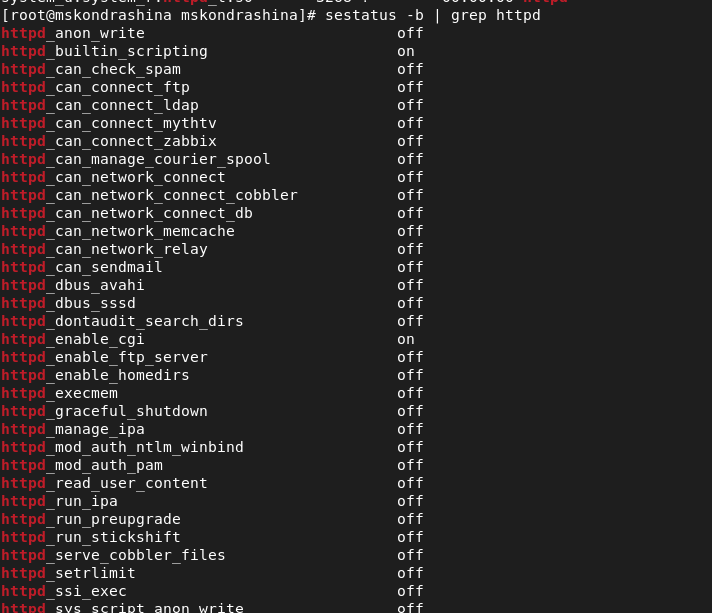 [root@mskondrashina mskondrashina]# sestatus -b | grep httpd
httpd_anon_write off
httpd_builtin_scripting on
httpd_can_check_spam off
httpd_can_connect_ftp off
httpd_can_connect_ldap off
httpd_can_connect_mythtv off
httpd_can_connect_zabbix off
httpd_can_manage_courier_spool off
httpd_can_network_connect off
httpd_can_network_connect_cobbler off
httpd_can_network_connect_db off
httpd_can_network_memcache off
httpd_can_network_relay off
httpd_can_sendmail off
httpd_dbus_avahi off
httpd_dbus_sssd off
httpd_dontaudit_search_dirs off
httpd_enable_cgi on
httpd_enable_ftp_server off
httpd_enable_homedirs off
httpd_execmem off
httpd_graceful_shutdown off
httpd_manage_ipa off
httpd_mod_auth_ntlm_winbind off
httpd_mod_auth_pam off
httpd_read_user_content off
httpd_run_ipa off
httpd_run_preupgrade off
httpd_run_stickshift off
httpd_serve_cobbler_files off
httpd_setrlimit off
httpd_ssi_exec off
httpd_sys_script_anon_write off